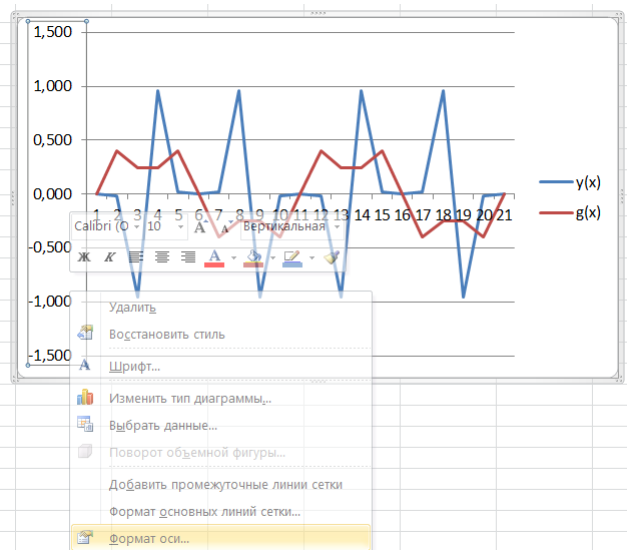 1,500
1,000
0,500
0,000
1 2 3 4 5 6 7 8 9 10 11 12 13 14 15 16 17 18 19 20 21
y(x)
g(x)
Calibri (О 10 A A Вертикальная
-0,500
Ж К A
-1,000
Удалить
Восстановить стиль
-1,500
A Шрифт...
Изменить тип диаграммы...
Выбрать данные...
Поворот объемной фигуры...
Добавить промежуточные линии сетки
Формат основных линий сетки...
Формат оси...